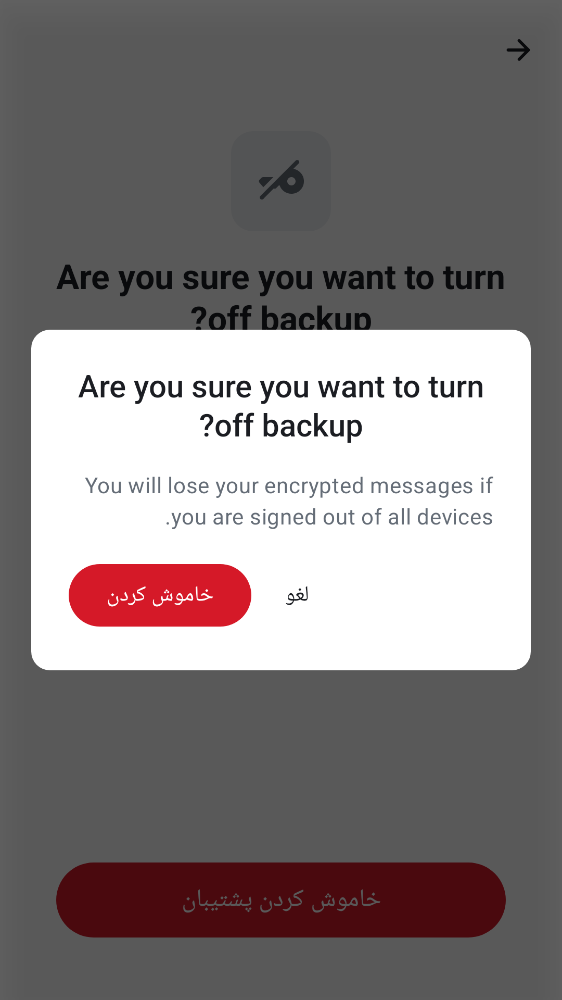 Are you sure you want to turn
?off backup
Are you sure you want to turn
?off backup
You will lose your encrypted messages if
.you are signed out of all devices
لغو
خاموش کردن
خاموش کردن پشتیبان